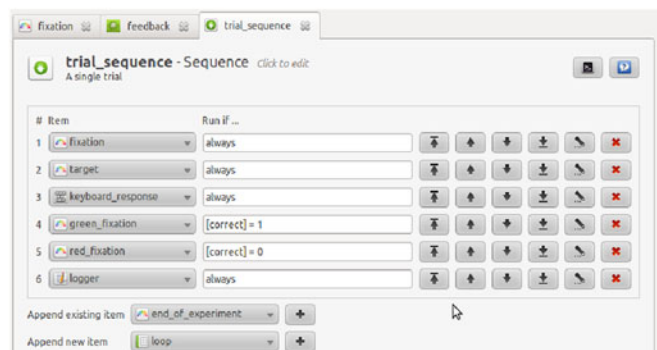 fixation feedback trial_sequence
trial_sequence - Sequence Click to edit
A single trial
# Item Run if ...
1 fixation always
2 target always
3 keyboard_response always
4 green_fixation [correct] = 1
5 red_fixation [correct] = 0
6 logger always
Append existing item end_of_experiment
Append new item loop